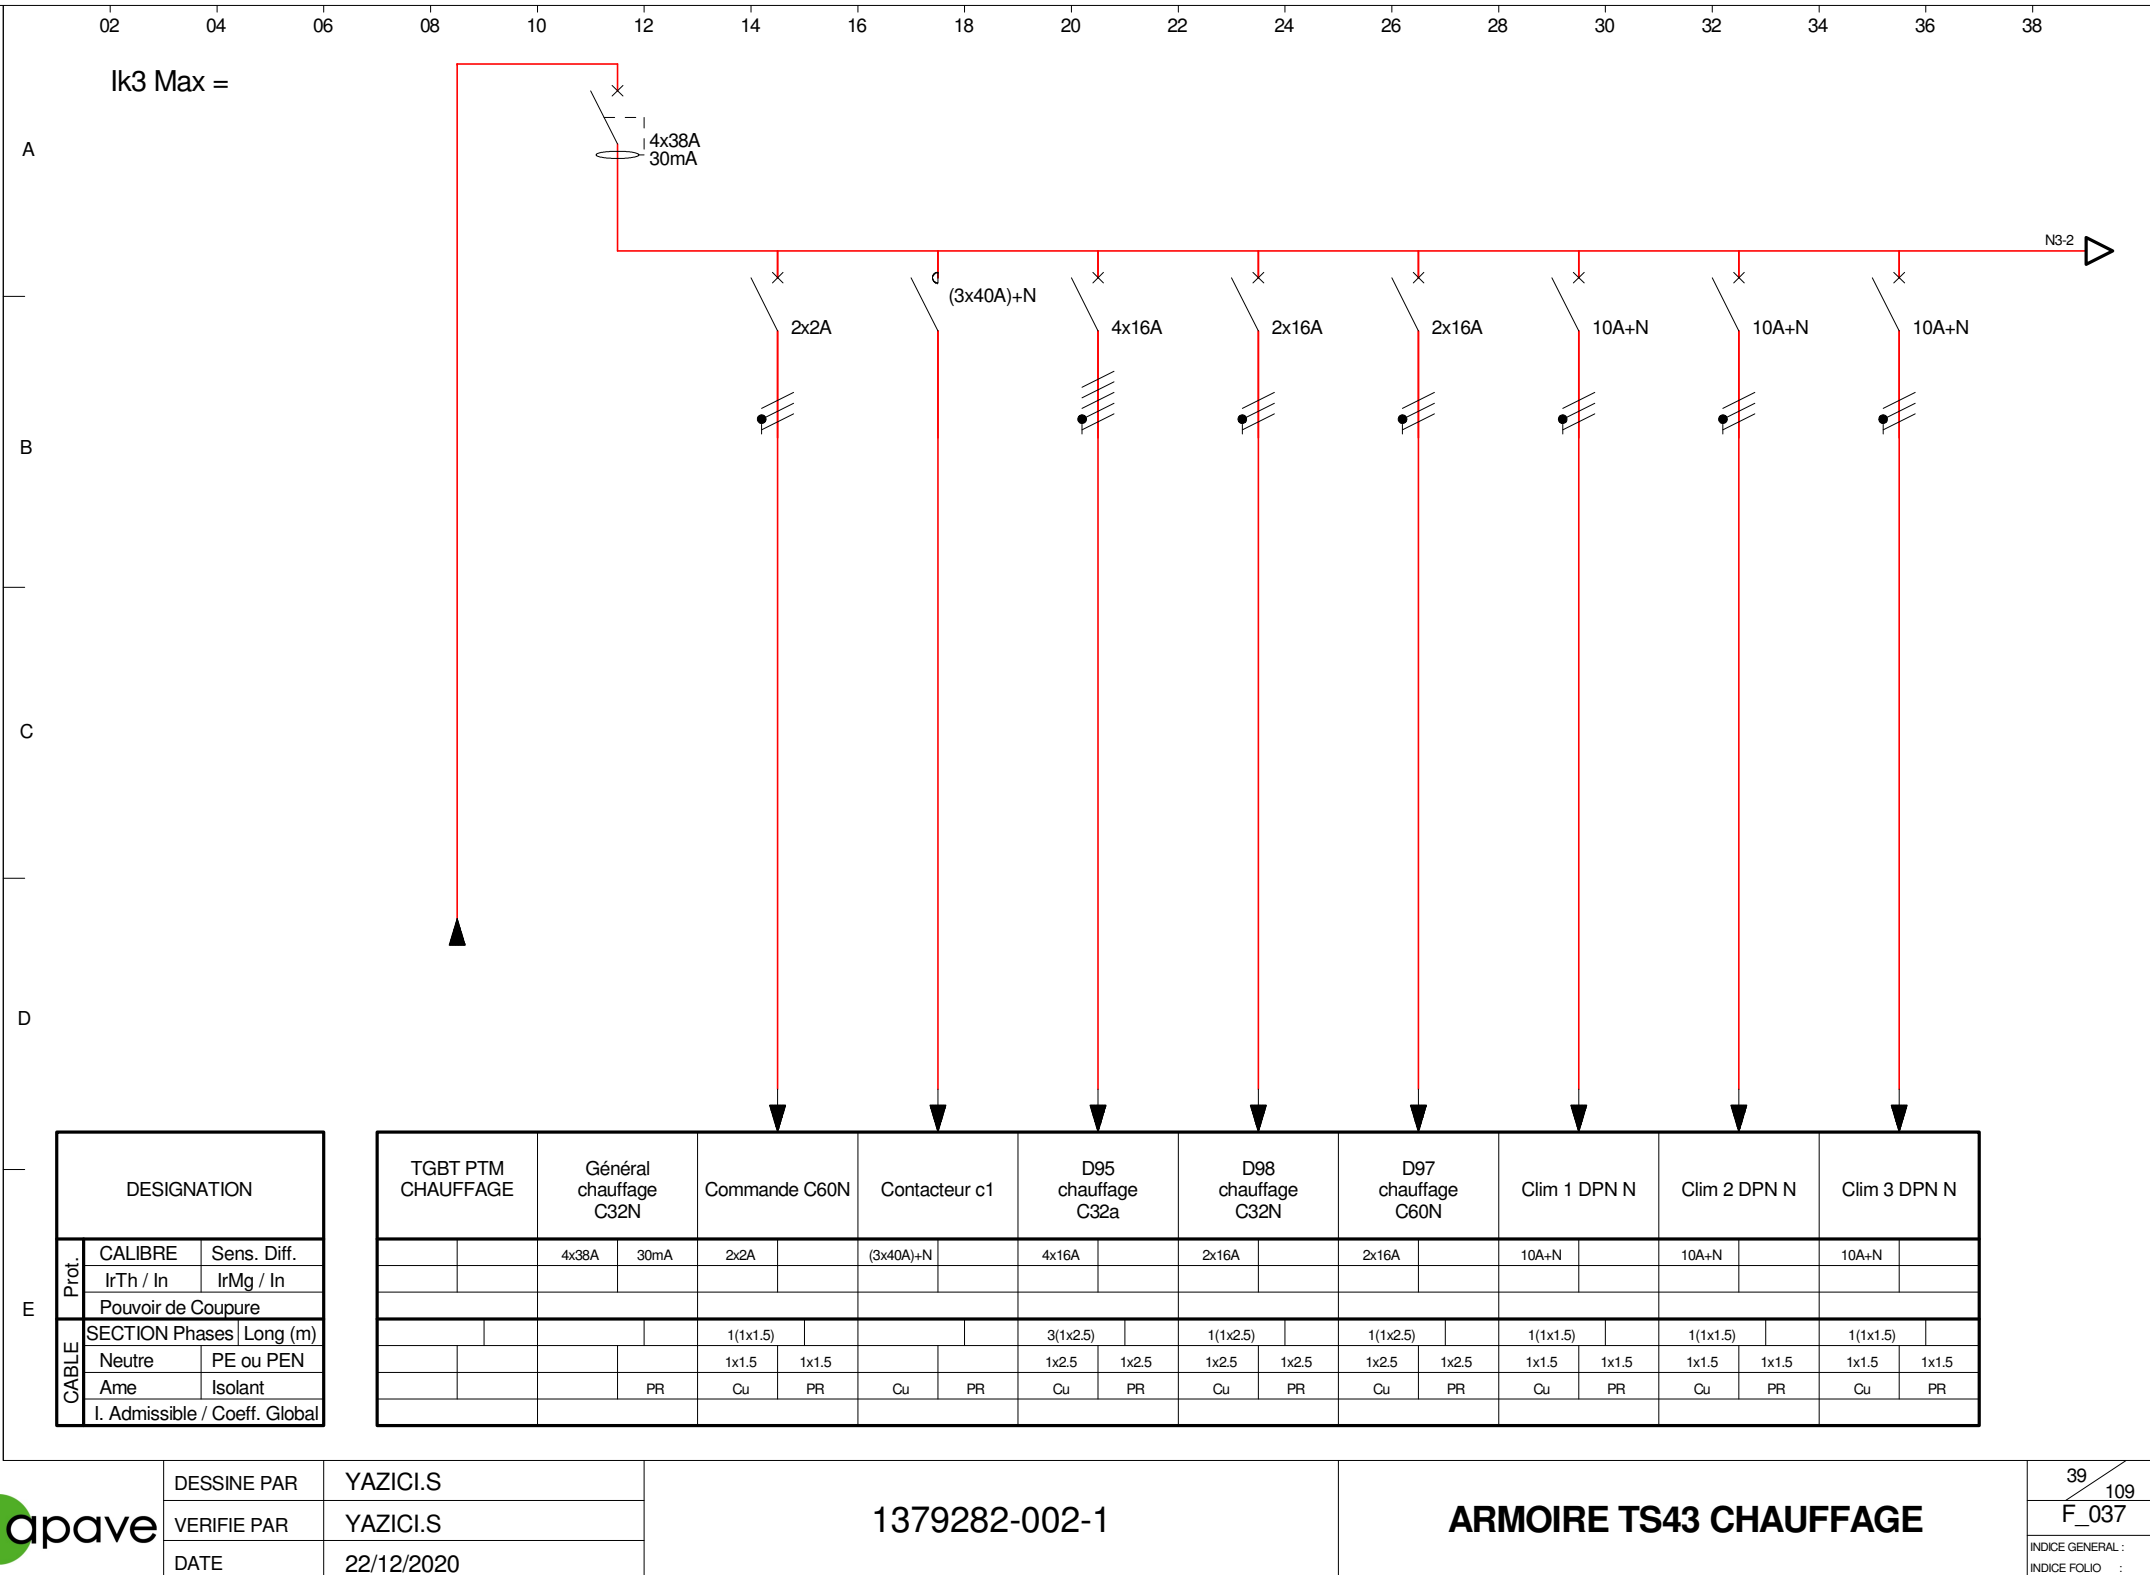 02 04 06 08 10 12 14 16 18 20 22 24 26 28 30 32 34 36 38
Ik3 Max =
A
4x38A
30mA
N3-2
(3x40A)+N
2x2A 4x16A 2x16A 2x16A 10A+N 10A+N 10A+N
B
C
D
E
DESIGNATION
Prot.
CALIBRE Sens. Diff.
IrTh / In IrMg / In
Pouvoir de Coupure
CABLE
SECTION Phases Long (m)
Neutre PE ou PEN
Ame Isolant
I. Admissible / Coeff. Global
TGBT PTM
CHAUFFAGE
Général
chauffage
C32N
Commande C60N
Contacteur c1
D95
chauffage
C32a
D98
chauffage
C32N
D97
chauffage
C60N
Clim 1 DPN N
Clim 2 DPN N
Clim 3 DPN N
4x38A 30mA 2x2A (3x40A)+N 4x16A 2x16A 2x16A 10A+N 10A+N 10A+N
1(1x1.5) 3(1x2.5) 1(1x2.5) 1(1x2.5) 1(1x1.5) 1(1x1.5) 1(1x1.5)
1x1.5 1x1.5 1x2.5 1x2.5 1x2.5 1x2.5 1x2.5 1x2.5 1x1.5 1x1.5 1x1.5 1x1.5 1x1.5 1x1.5
PR Cu PR Cu PR Cu PR Cu PR Cu PR Cu PR Cu PR Cu PR
apave
DESSINE PAR YAZICI.S
VERIFIE PAR YAZICI.S
DATE 22/12/2020
1379282-002-1
ARMOIRE TS43 CHAUFFAGE
39
109
F_037
INDICE GENERAL :
INDICE FOLIO :